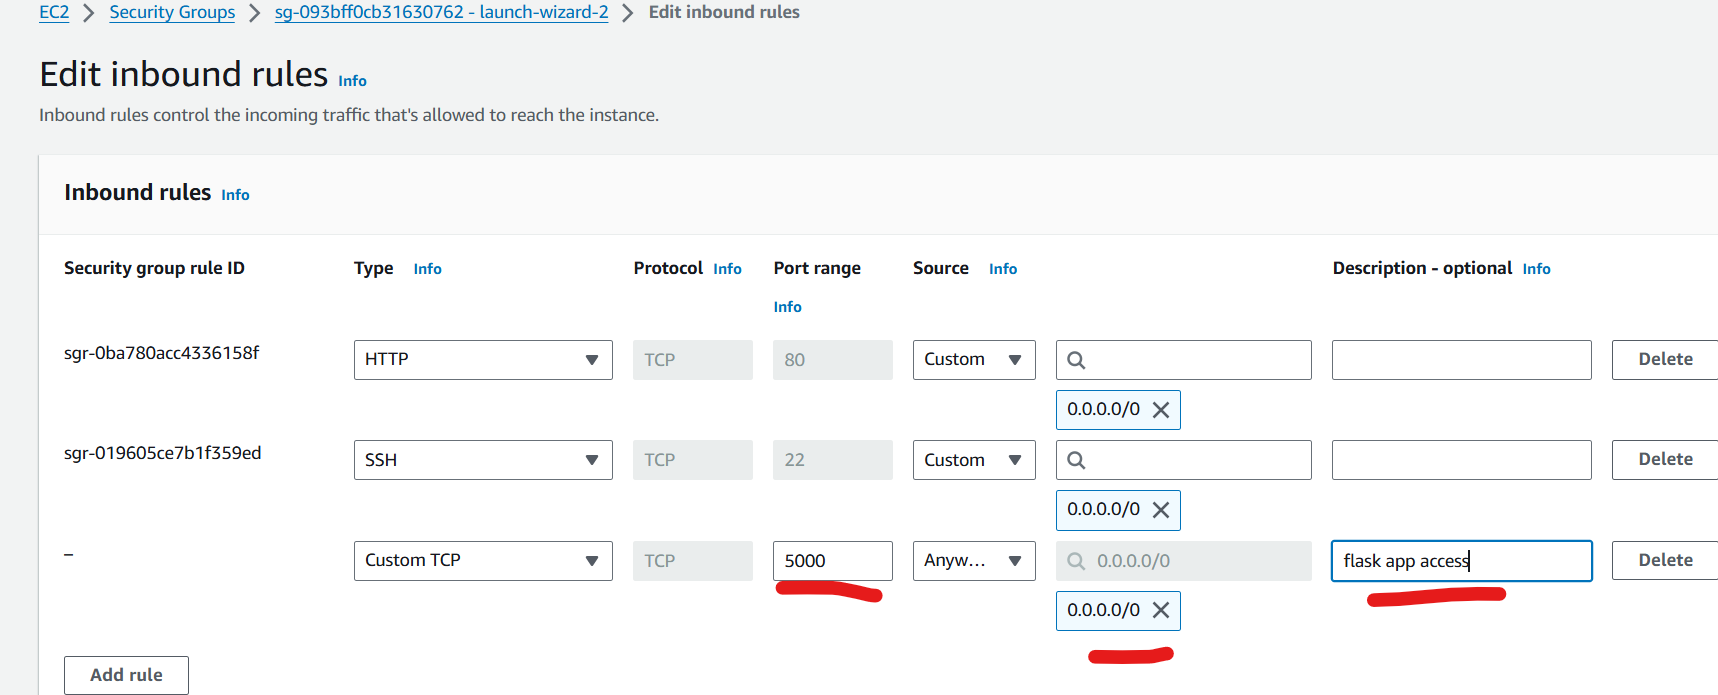 EC2 > Security Groups > sg-093bff0cb31630762 - launch-wizard-2 > Edit inbound rules
Edit inbound rules Info
Inbound rules control the incoming traffic that's allowed to reach the instance.
Inbound rules Info
Security group rule ID Type Info Protocol Info Port range Source Info Description - optional Info
Info
sgr-0ba780acc4336158f HTTP TCP 80 Custom Delete
0.0.0.0/0
sgr-019605ce7b1f359ed SSH TCP 22 Custom Delete
0.0.0.0/0
– Custom TCP TCP 5000 Anyw... 0.0.0.0/0 flask app access Delete
0.0.0.0/0
Add rule